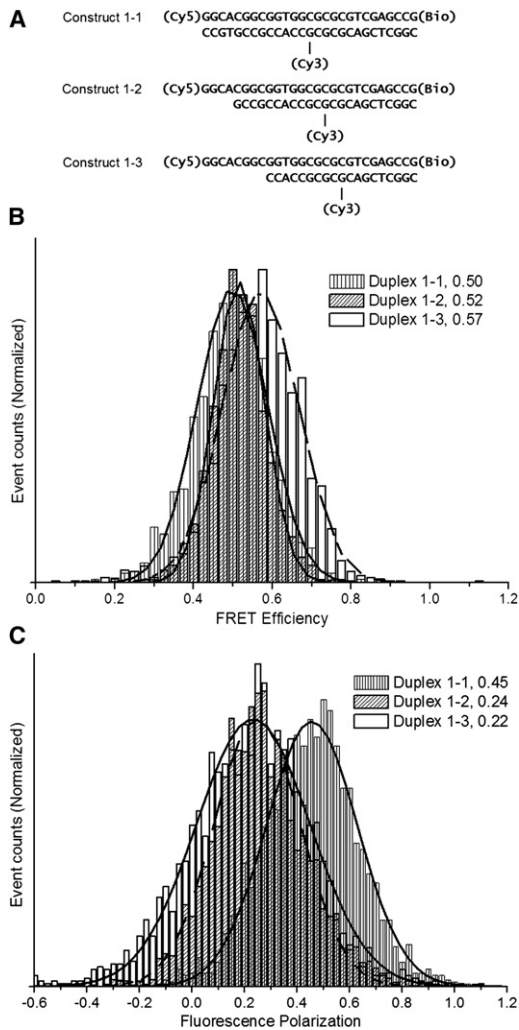 A
Construct 1-1 (Cy5)GGCACGGCGGTGGCGCGCGTCGAGCCG(Bio)
CCGTGCCGCCACCGCGCGCAGCTCGGC
(Cy3)
Construct 1-2 (Cy5)GGCACGGCGGTGGCGCGCGTCGAGCCG(Bio)
GCCGCCACCGCGCGCAGCTCGGC
(Cy3)
Construct 1-3 (Cy5)GGCACGGCGGTGGCGCGCGTCGAGCCG(Bio)
CCACCGCGCGCAGCTCGGC
(Cy3)
B
Event counts (Normalized)
Duplex 1-1, 0.50
Duplex 1-2, 0.52
Duplex 1-3, 0.57
0.0 0.2 0.4 0.6 0.8 1.0 1.2
FRET Efficiency
C
Event counts (Normalized)
Duplex 1-1, 0.45
Duplex 1-2, 0.24
Duplex 1-3, 0.22
-0.6 -0.4 -0.2 0.0 0.2 0.4 0.6 0.8 1.0 1.2
Fluorescence Polarization